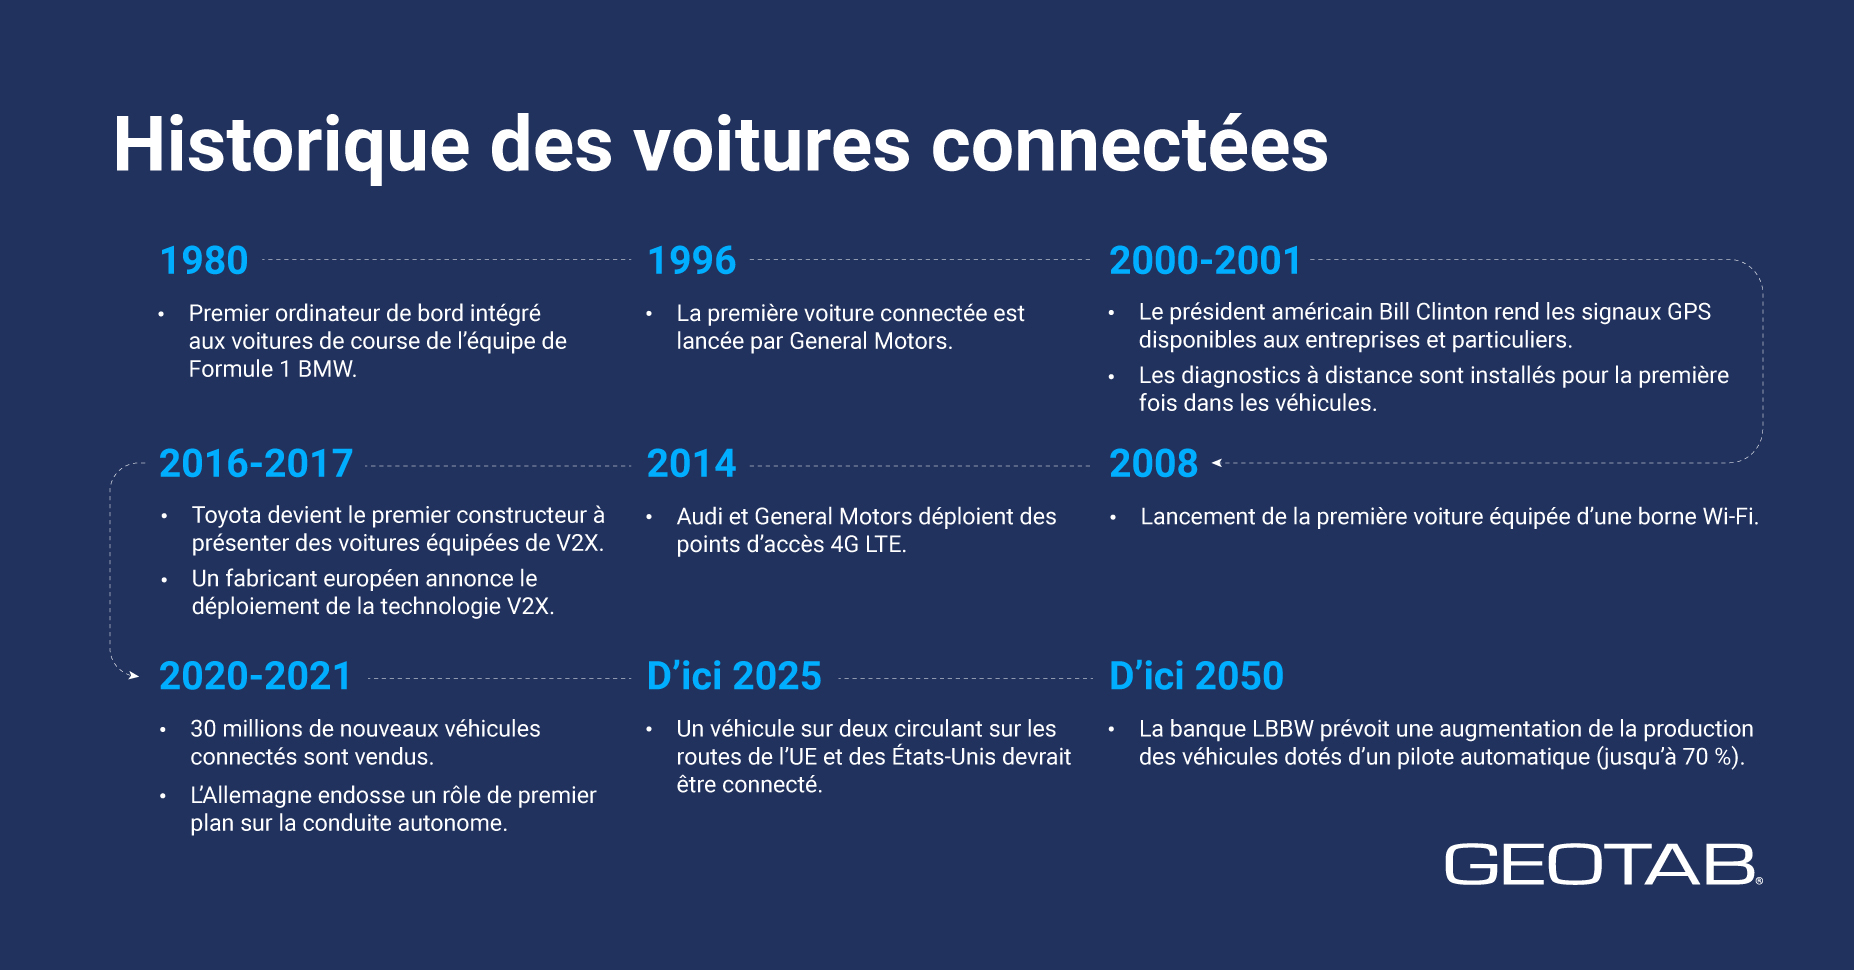 Historique des voitures connectées
1980
• Premier ordinateur de bord intégré
aux voitures de course de l’équipe de
Formule 1 BMW.
1996
• La première voiture connectée est
lancée par General Motors.
2000-2001
• Le président américain Bill Clinton rend les signaux GPS
disponibles aux entreprises et particuliers.
• Les diagnostics à distance sont installés pour la première
fois dans les véhicules.
2008
• Lancement de la première voiture équipée d’une borne Wi-Fi.
2014
• Audi et General Motors déploient des
points d’accès 4G LTE.
2016-2017
• Toyota devient le premier constructeur à
présenter des voitures équipées de V2X.
• Un fabricant européen annonce le
déploiement de la technologie V2X.
2020-2021
• 30 millions de nouveaux véhicules
connectés sont vendus.
• L’Allemagne endosse un rôle de premier
plan sur la conduite autonome.
D’ici 2025
• Un véhicule sur deux circulant sur les
routes de l’UE et des États-Unis devrait
être connecté.
D’ici 2050
• La banque LBBW prévoit une augmentation de la production
des véhicules dotés d’un pilote automatique (jusqu’à 70 %).
GEOTAB®